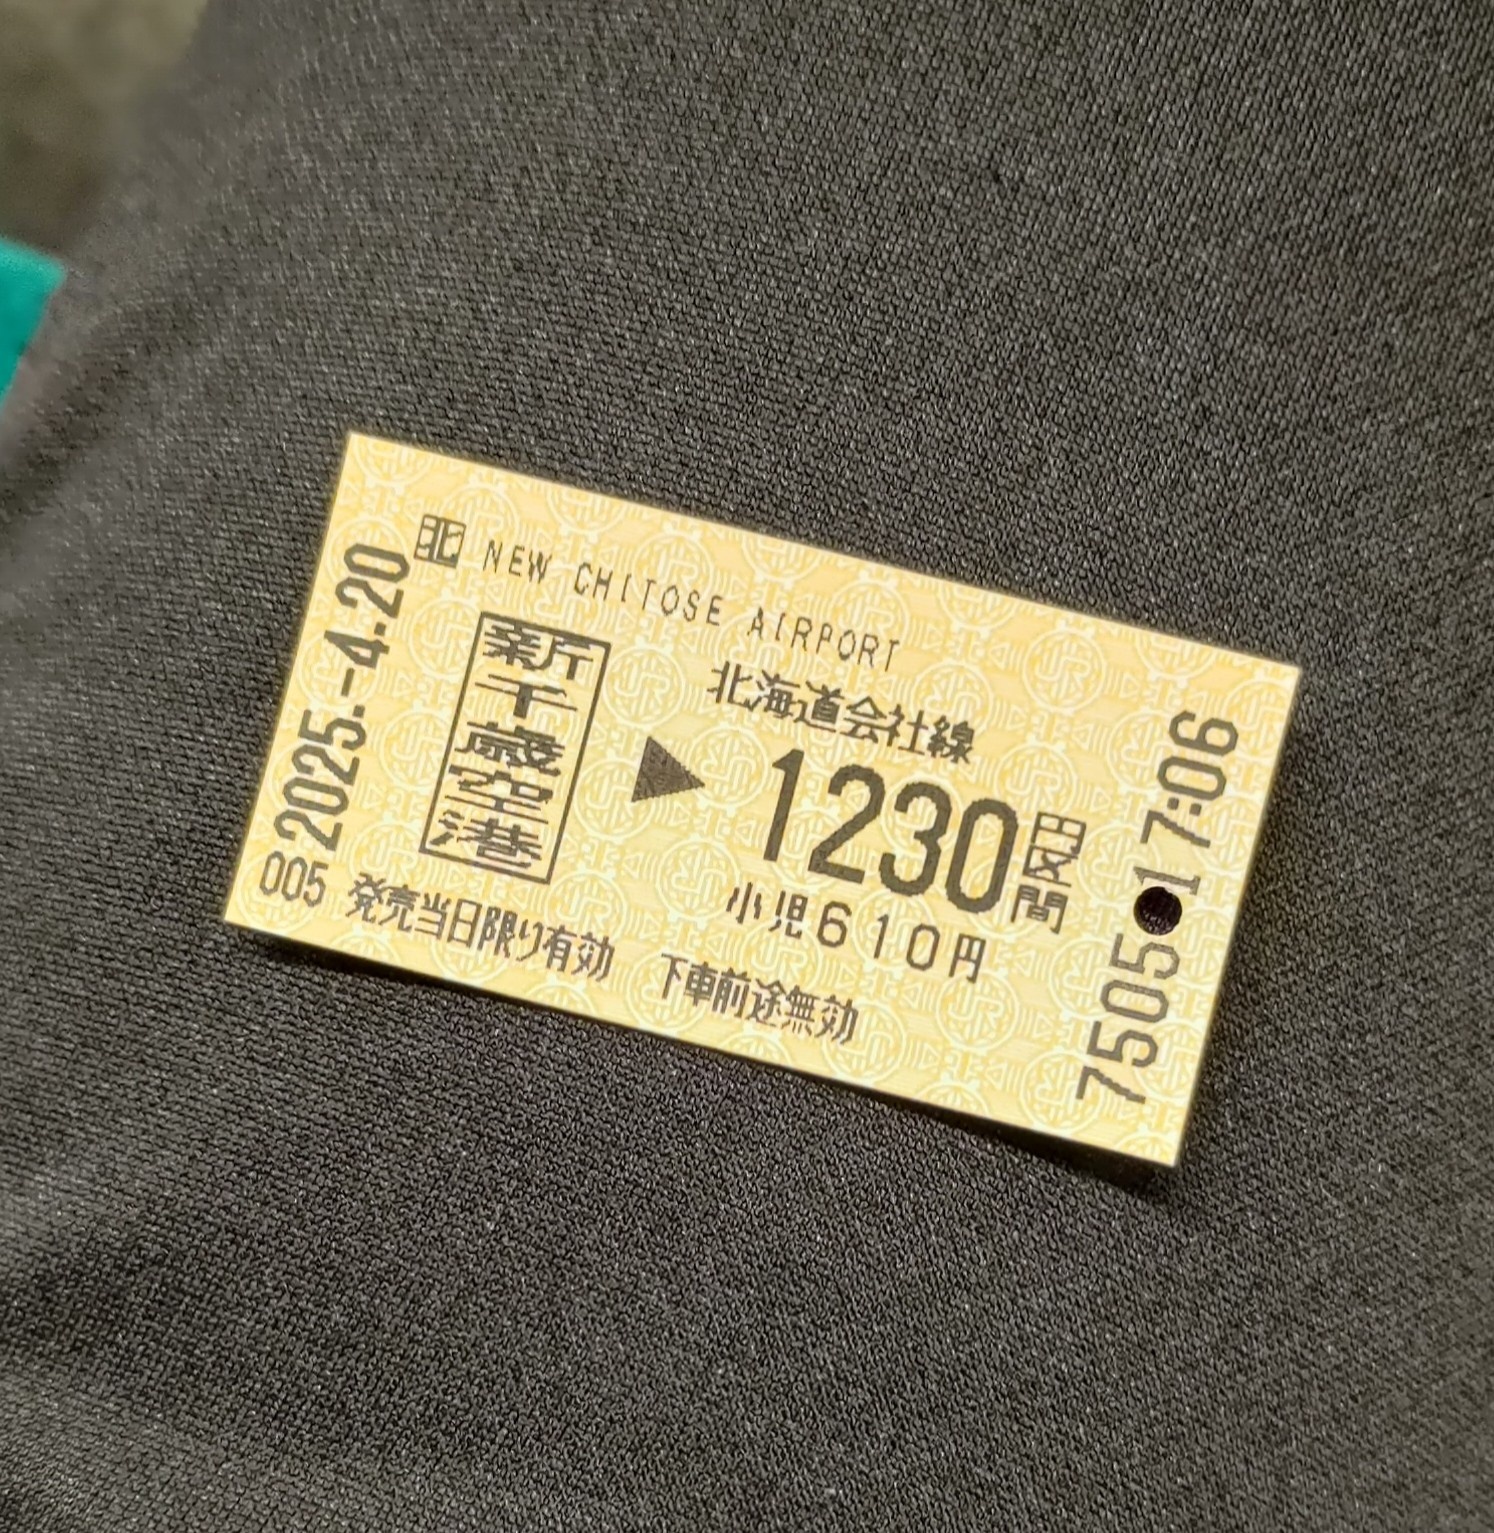 北 NEW CHITOSE AIRPORT
2025.-4.20
新千歳空港
▶
北海道会社線
1230円区間
小児610円
005 発売当日限り有効 下車前途無効
7505
17:06